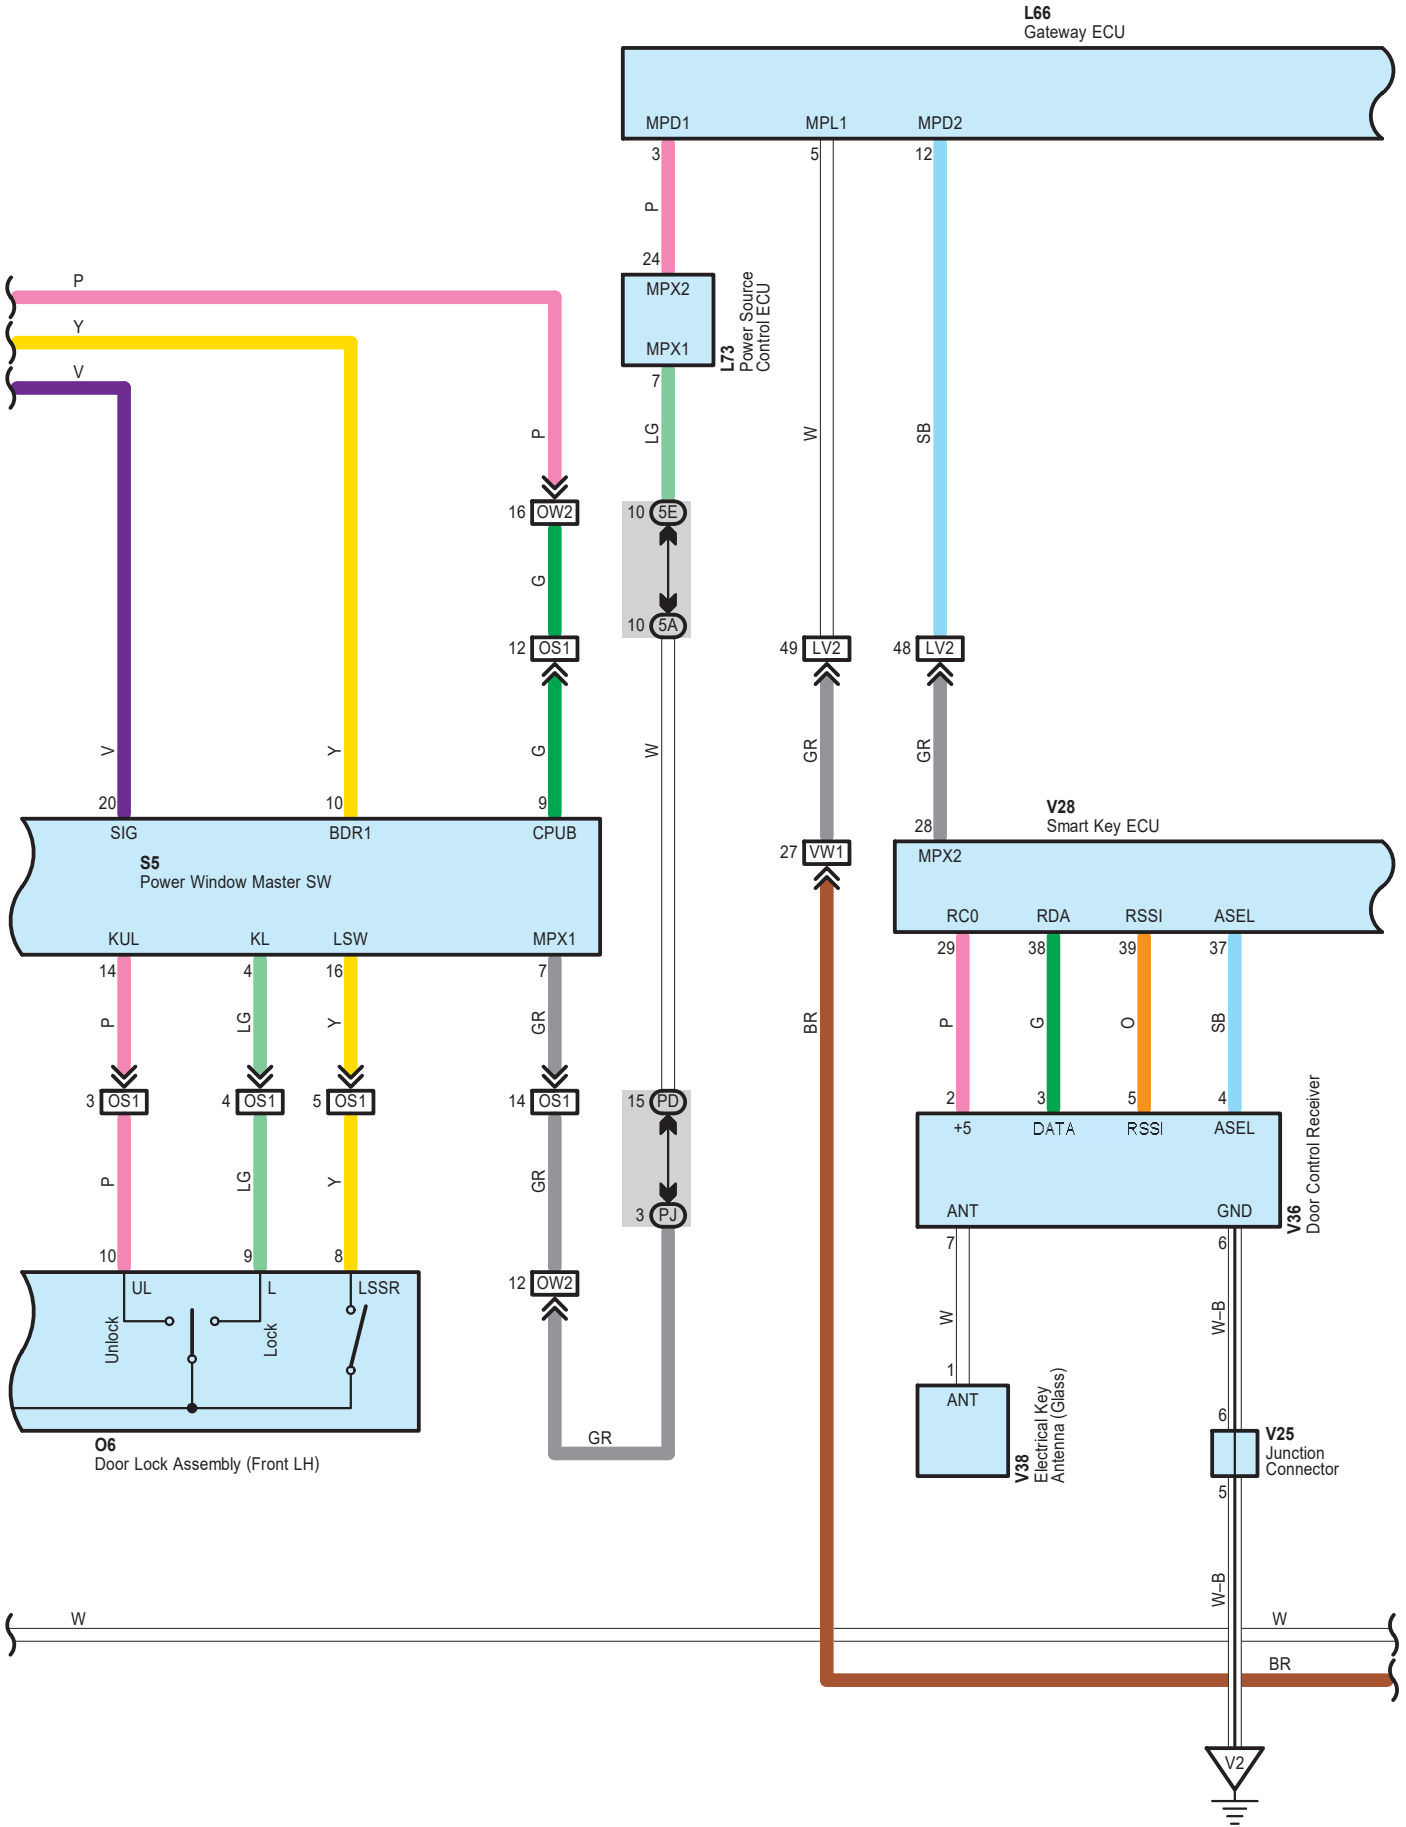 L66
Gateway ECU
MPD1 MPL1 MPD2
3 5 12
P
24
MPX2
MPX1
L73
Power Source
Control ECU
7
P
Y
V
P
LG
W
SB
16 OW2
10 5E
G
10 5A
12 OS1
49 LV2
48 LV2
V
Y
G
W
GR
GR
20 10 9
SIG BDR1 CPUB
S5
Power Window Master SW
KUL KL LSW MPX1
27 VW1
V28
Smart Key ECU
28
MPX2
RC0 RDA RSSI ASEL
14 4 16 7
29 38 39 37
P
LG
Y
GR
BR
P
G
O
SB
3 OS1
4 OS1
5 OS1
14 OS1
15 PD
2 3 5 4
+5 DATA RSSI ASEL
V36
Door Control Receiver
ANT GND
P
LG
Y
GR
3 PJ
7 6
10 9 8
12 OW2
UL L LSSR
Unlock
Lock
W
W–B
1
ANT
V38
Electrical Key
Antenna (Glass)
O6
Door Lock Assembly (Front LH)
GR
6
V25
Junction
Connector
5
W–B
W
W
BR
V2